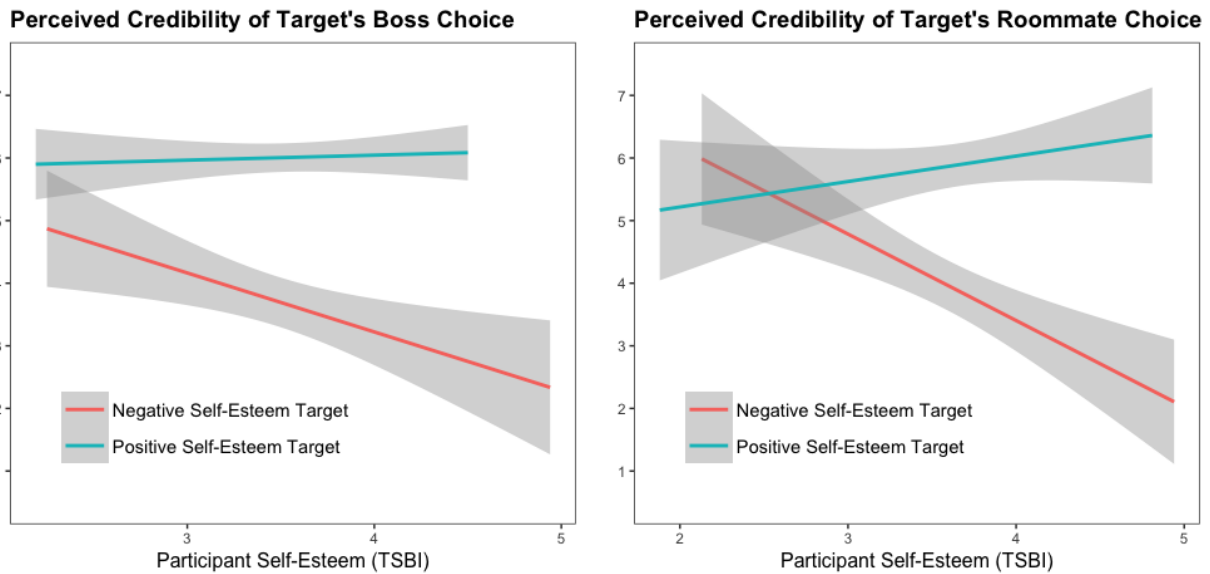 Perceived Credibility of Target's Boss Choice
Negative Self-Esteem Target
Positive Self-Esteem Target
3 4 5
Participant Self-Esteem (TSBI)
Perceived Credibility of Target's Roommate Choice
7
6
5
4
3
2
1
Negative Self-Esteem Target
Positive Self-Esteem Target
2 3 4 5
Participant Self-Esteem (TSBI)